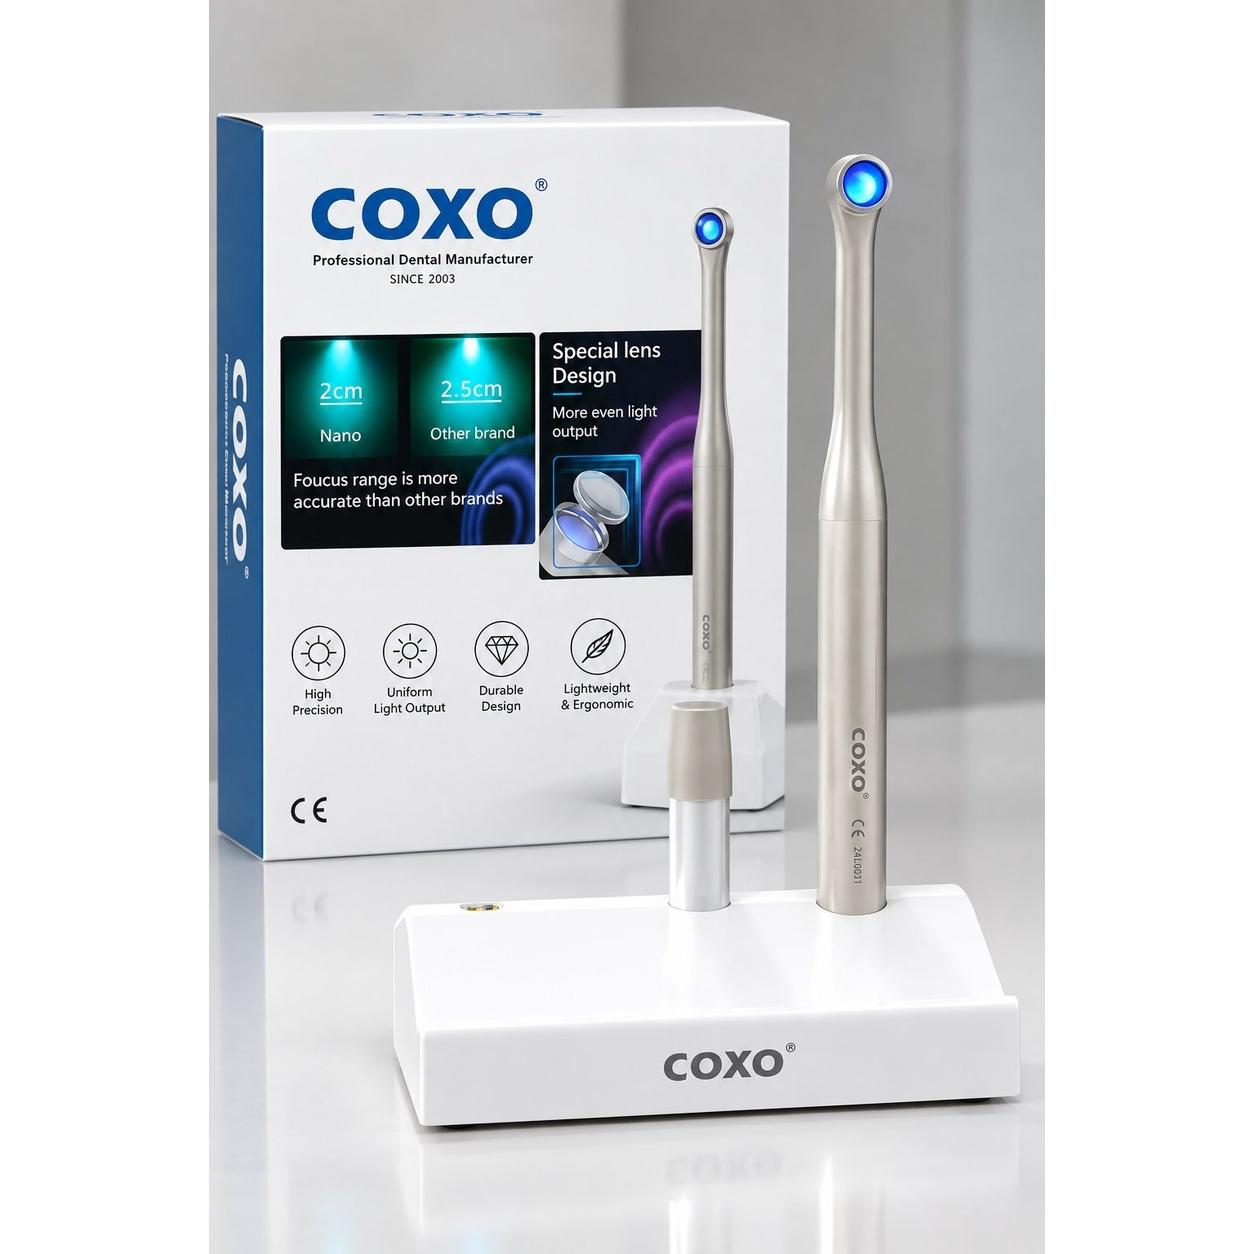 COXO®
Professional Dental Manufacturer
SINCE 2003
2cm
Nano
2.5cm
Other brand
Foucus range is more
accurate than other brands
Special lens
Design
More even light
output
High
Precision
Uniform
Light Output
Durable
Design
Lightweight
& Ergonomic
CE
COXO®
COXO
COXO®
CE
24L0001
COXO®